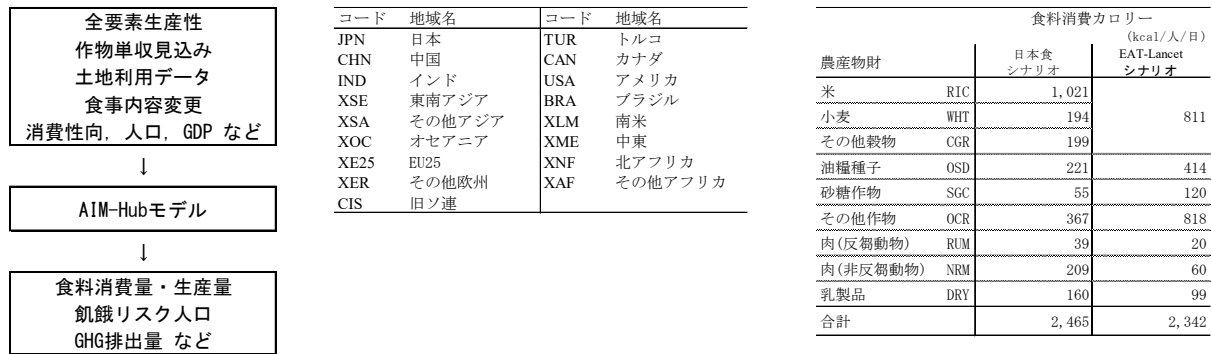 全要素生産性
作物単収見込み
土地利用データ
食事内容変更
消費性向, 人口, GDP など
↓
AIM-Hubモデル
↓
食料消費量・生産量
飢餓リスク人口
GHG排出量 など
コード 地域名 コード 地域名
JPN 日本 TUR トルコ
CHN 中国 CAN カナダ
IND インド USA アメリカ
XSE 東南アジア BRA ブラジル
XSA その他アジア XLM 南米
XOC オセアニア XME 中東
XE25 EU25 XNF 北アフリカ
XER その他欧州 XAF その他アフリカ
CIS 旧ソ連
食料消費カロリー
(kcal/人/日)
農産物財 日本食シナリオ EAT-Lancetシナリオ
米 RIC 1,021
小麦 WHT 194 811
その他穀物 CGR 199
油糧種子 OSD 221 414
砂糖作物 SGC 55 120
その他作物 OCR 367 818
肉(反芻動物) RUM 39 20
肉(非反芻動物) NRM 209 60
乳製品 DRY 160 99
合計 2,465 2,342